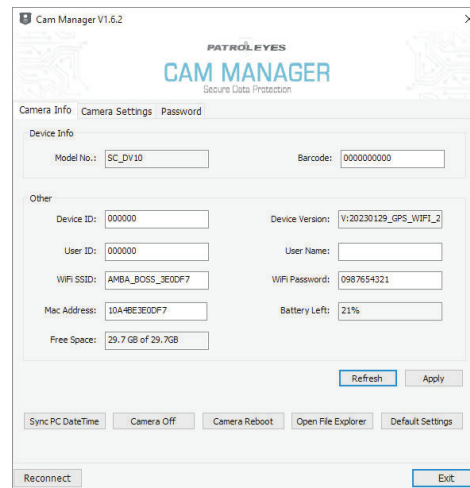 Cam Manager V1.6.2
PATROLEYES
CAM MANAGER
Secure Data Protection
Camera Info Camera Settings Password
Device Info
Model No.: SC_DV10 Barcode: 0000000000
Other
Device ID: 000000 Device Version: V:20230129_GPS_WIFI_2
User ID: 000000 User Name:
WiFi SSID: AMBA_BOSS_3E0DF7 WiFi Password: 0987654321
Mac Address: 10A4BE3E0DF7 Battery Left: 21%
Free Space: 29.7 GB of 29.7GB
Refresh Apply
Sync PC DateTime Camera Off Camera Reboot Open File Explorer Default Settings
Reconnect Exit